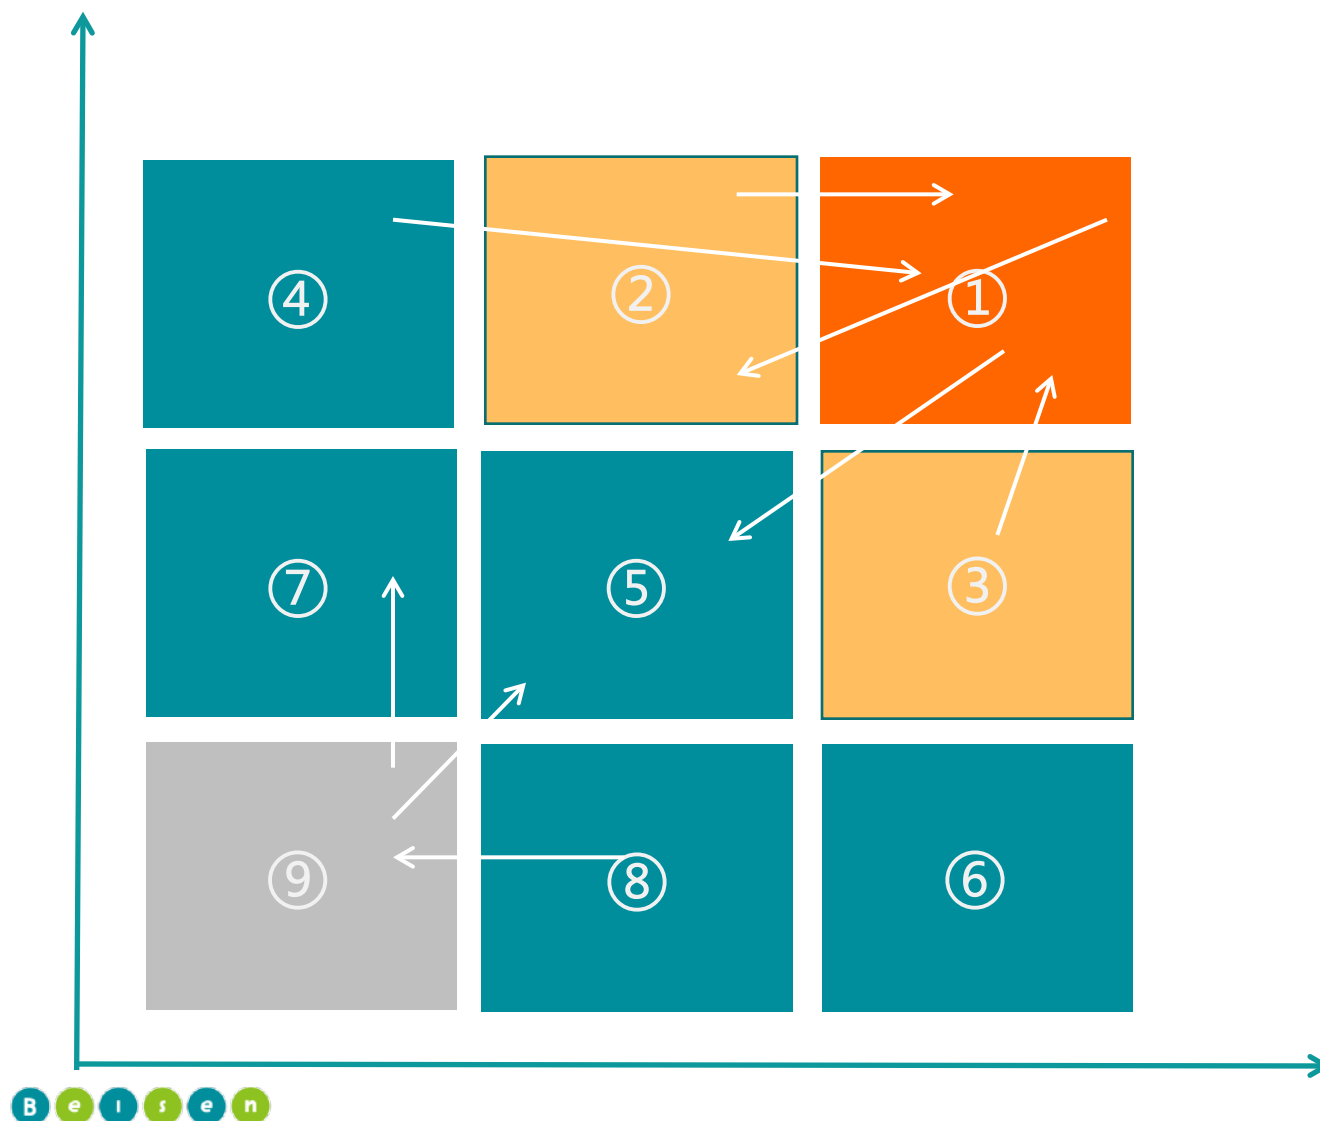 ④ ② ①
⑦ ⑤ ③
⑨ ⑧ ⑥
Beisen